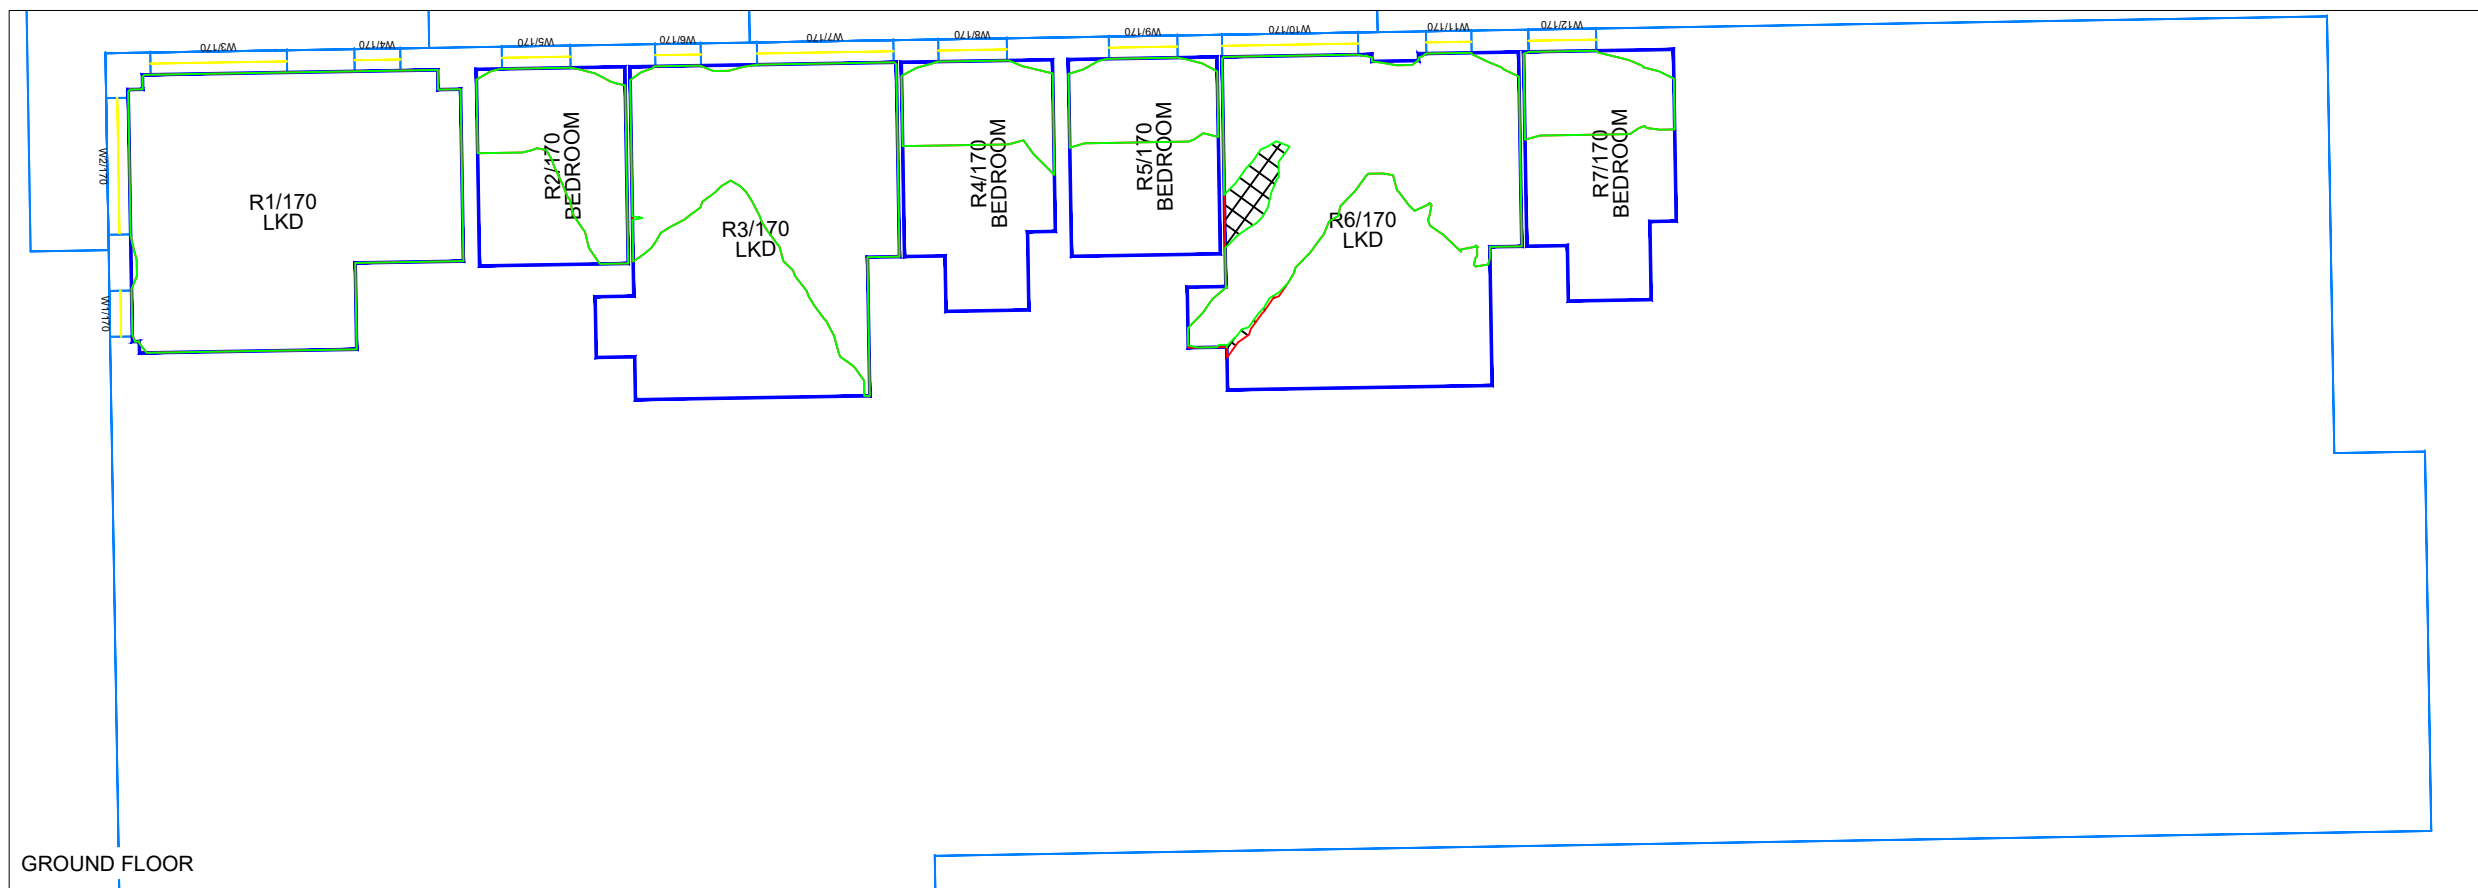 W3/170
W4/170
W5/170
W6/170
W7/170
W8/170
W9/170
W10/170
W11/170
W12/170
W2/170
W1/170
R1/170
LKD
R2/170
BEDROOM
R3/170
LKD
R4/170
BEDROOM
R5/170
BEDROOM
R6/170
LKD
R7/170
BEDROOM
GROUND FLOOR